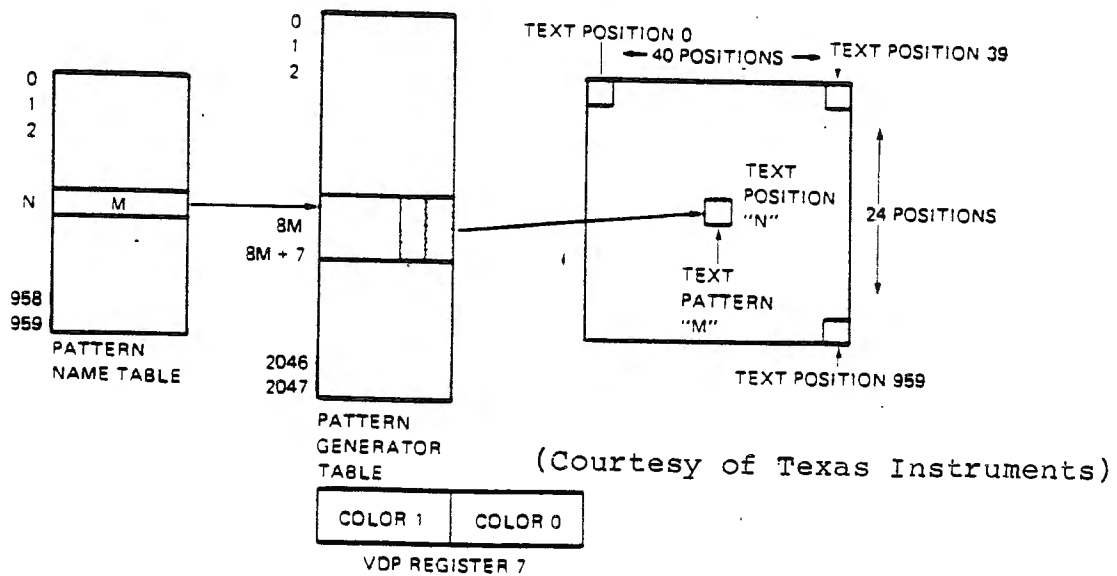 0
1
2
N
M
958
959
PATTERN
NAME TABLE
0
1
2
8M
8M + 7
2046
2047
PATTERN
GENERATOR
TABLE
COLOR 1 COLOR 0
VDP REGISTER 7
TEXT POSITION 0
40 POSITIONS
TEXT POSITION 39
TEXT
POSITION
"N"
24 POSITIONS
TEXT
PATTERN
"M"
TEXT POSITION 959
(Courtesy of Texas Instruments)